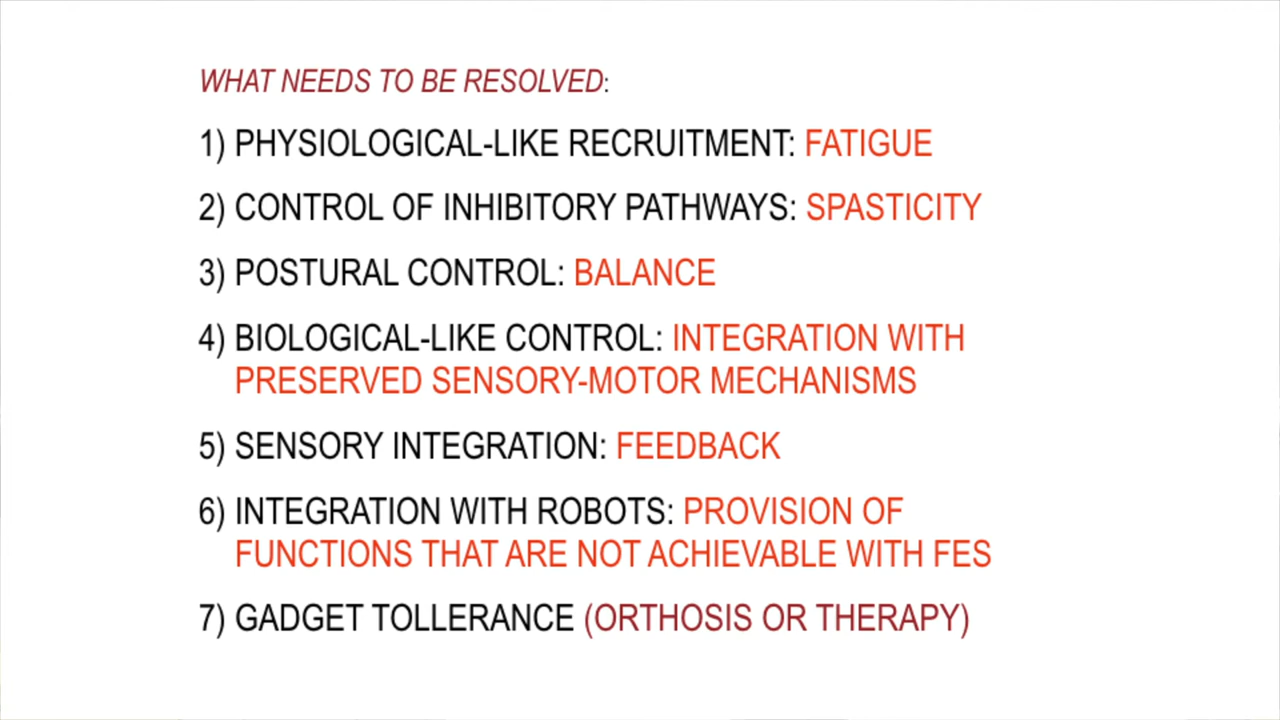 WHAT NEEDS TO BE RESOLVED:
1) PHYSIOLOGICAL-LIKE RECRUITMENT: FATIGUE
2) CONTROL OF INHIBITORY PATHWAYS: SPASTICITY
3) POSTURAL CONTROL: BALANCE
4) BIOLOGICAL-LIKE CONTROL: INTEGRATION WITH
PRESERVED SENSORY-MOTOR MECHANISMS
5) SENSORY INTEGRATION: FEEDBACK
6) INTEGRATION WITH ROBOTS: PROVISION OF
FUNCTIONS THAT ARE NOT ACHIEVABLE WITH FES
7) GADGET TOLLERANCE (ORTHOSIS OR THERAPY)